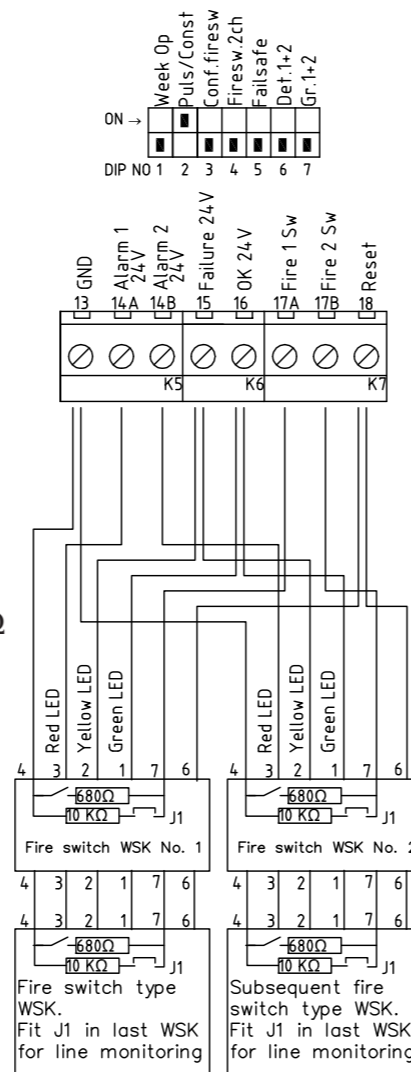 Week Op
Puls/Const
Conf.firesw
Firesw.2ch
Failsafe
Det.1+2
Gr.1+2
ON →
DIP NO 1 2 3 4 5 6 7
GND
Alarm 1
24V
Alarm 2
24V
Failure 24V
OK 24V
Fire 1 Sw
Fire 2 Sw
Reset
13 14A 14B 15 16 17A 17B 18
K5 K6 K7
Ω
Red LED
Yellow LED
Green LED
Red LED
Yellow LED
Green LED
4 3 2 1 7 6 4 3 2 1 7 6
680Ω 680Ω
10 KΩ J1 10 KΩ J1
Fire switch WSK No. 1 Fire switch WSK No. 2
4 3 2 1 7 6 4 3 2 1 7 6
4 3 2 1 7 6 4 3 2 1 7 6
680Ω 680Ω
10 KΩ J1 10 KΩ J1
Fire switch type
WSK.
Fit J1 in last WSK
for line monitoring
Subsequent fire
switch type WSK.
Fit J1 in last WSK
for line monitoring